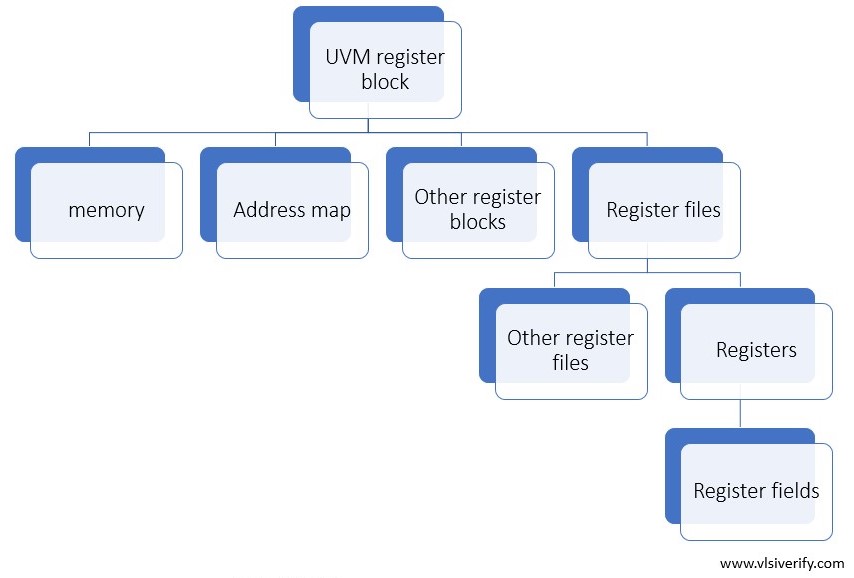 UVM register
block
memory
Address map
Other register
blocks
Register files
Other register
files
Registers
Register fields
www.vlsiverify.com